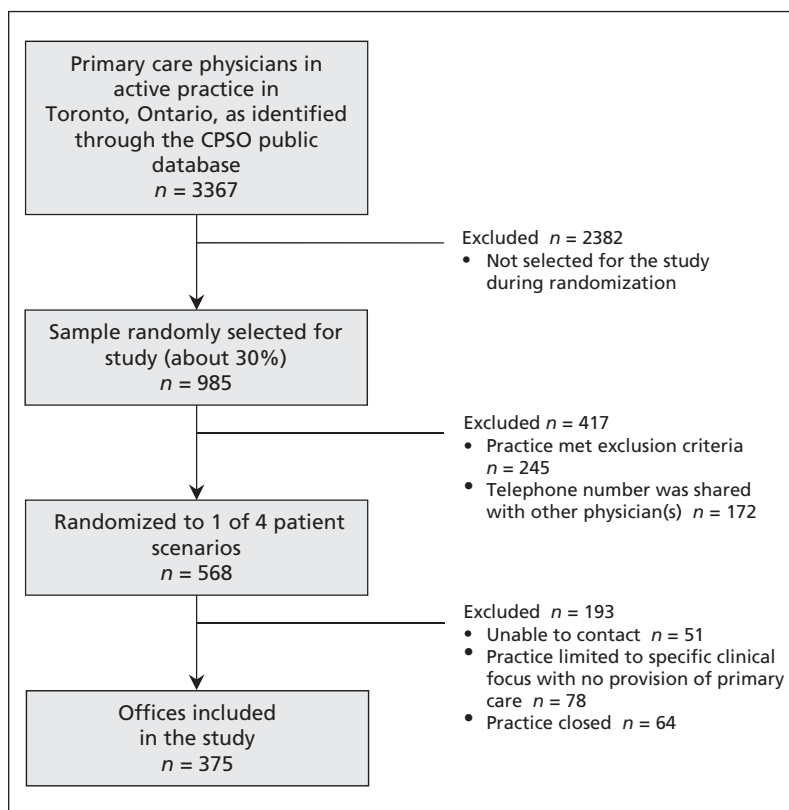 Primary care physicians in
active practice in
Toronto, Ontario, as identified
through the CPSO public
database
n = 3367
Excluded n = 2382
• Not selected for the study
during randomization
Sample randomly selected for
study (about 30%)
n = 985
Excluded n = 417
• Practice met exclusion criteria
n = 245
• Telephone number was shared
with other physician(s) n = 172
Randomized to 1 of 4 patient
scenarios
n = 568
Excluded n = 193
• Unable to contact n = 51
• Practice limited to specific clinical
focus with no provision of primary
care n = 78
• Practice closed n = 64
Offices included
in the study
n = 375